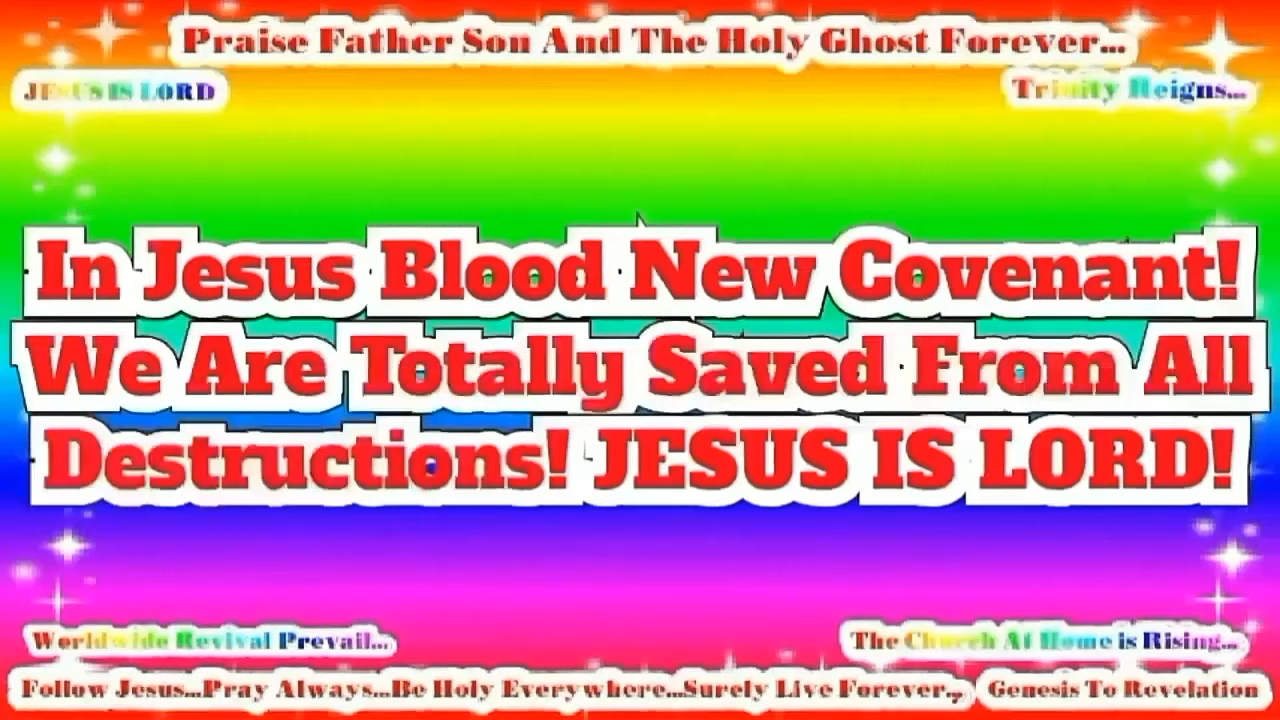 Praise Father Son And The Holy Ghost Forever...
JESUS IS LORD
Trinity Reigns...
In Jesus Blood New Covenant!
We Are Totally Saved From All
Destructions! JESUS IS LORD!
Worldwide Revival Prevail...
The Church At Home is Rising...
Follow Jesus...Pray Always...Be Holy Everywhere...Surely Live Forever..,
Genesis To Revelation